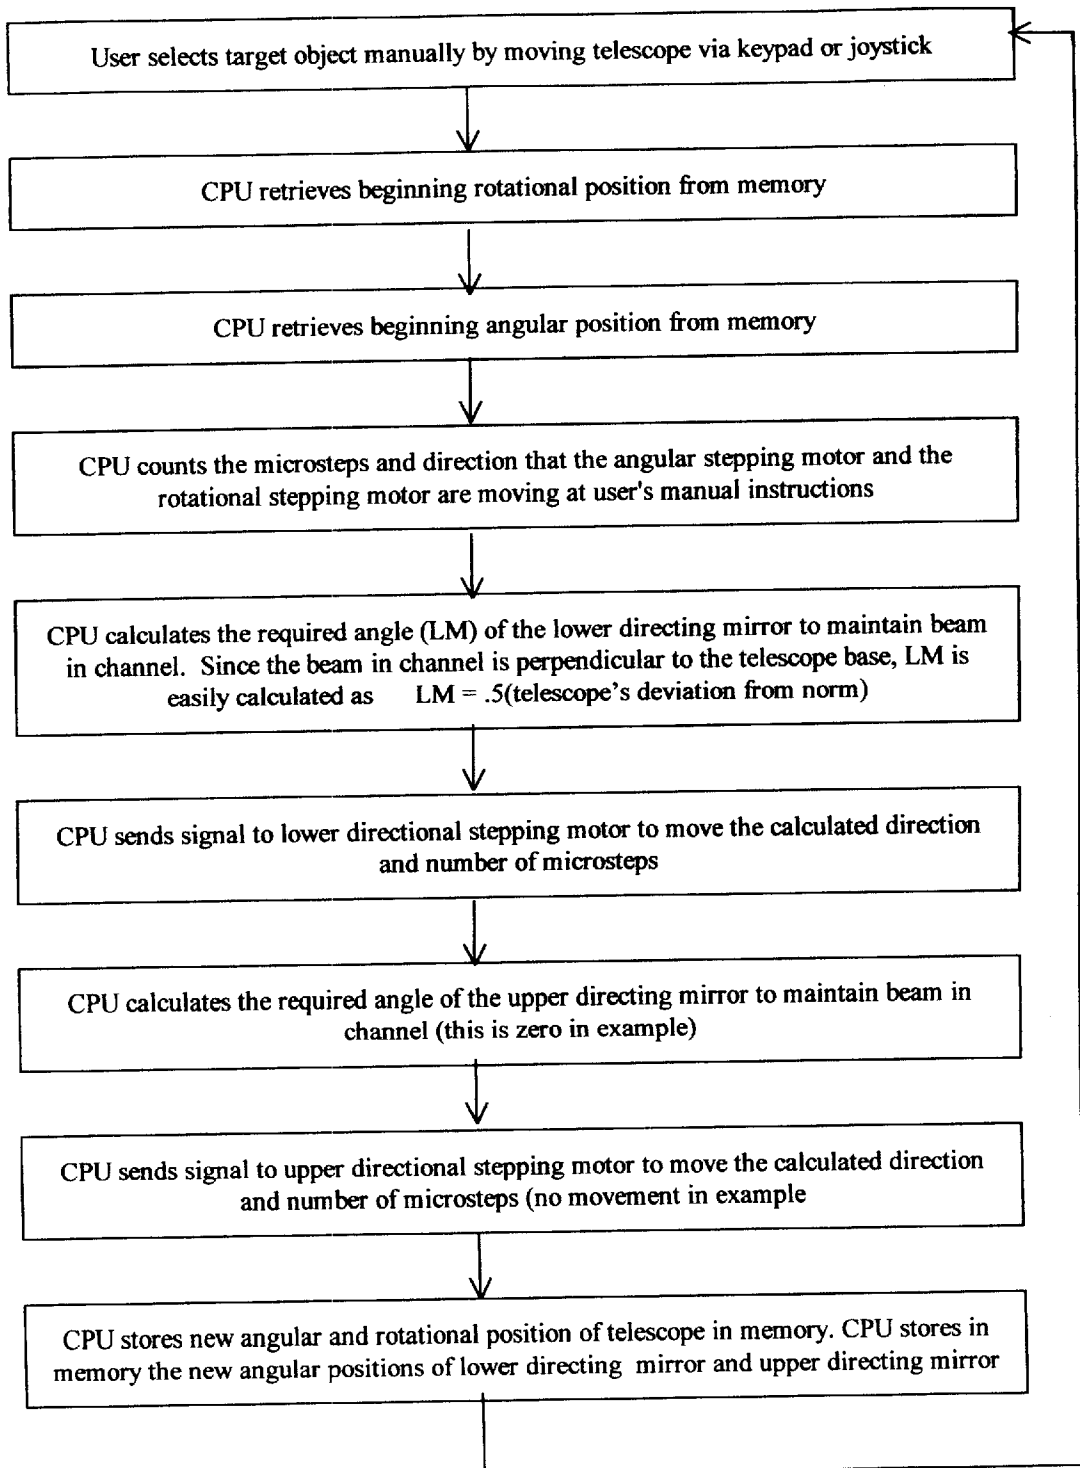 User selects target object manually by moving telescope via keypad or joystick
CPU retrieves beginning rotational position from memory
CPU retrieves beginning angular position from memory
CPU counts the microsteps and direction that the angular stepping motor and the
rotational stepping motor are moving at user's manual instructions
CPU calculates the required angle (LM) of the lower directing mirror to maintain beam
in channel. Since the beam in channel is perpendicular to the telescope base, LM is
easily calculated as LM = .5(telescope's deviation from norm)
CPU sends signal to lower directional stepping motor to move the calculated direction
and number of microsteps
CPU calculates the required angle of the upper directing mirror to maintain beam in
channel (this is zero in example)
CPU sends signal to upper directional stepping motor to move the calculated direction
and number of microsteps (no movement in example
CPU stores new angular and rotational position of telescope in memory. CPU stores in
memory the new angular positions of lower directing mirror and upper directing mirror